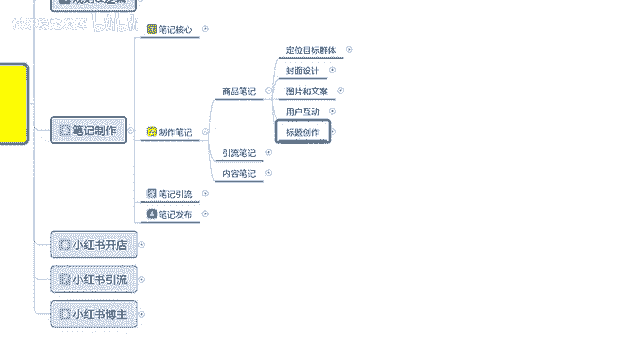 笔记核心
定位目标群体
封面设计
商品笔记
图片和文案
用户互动
笔记制作
制作笔记
标题创作
引流笔记
内容笔记
笔记引流
4 笔记发布
小红书开店
小红书引流
小红书博主